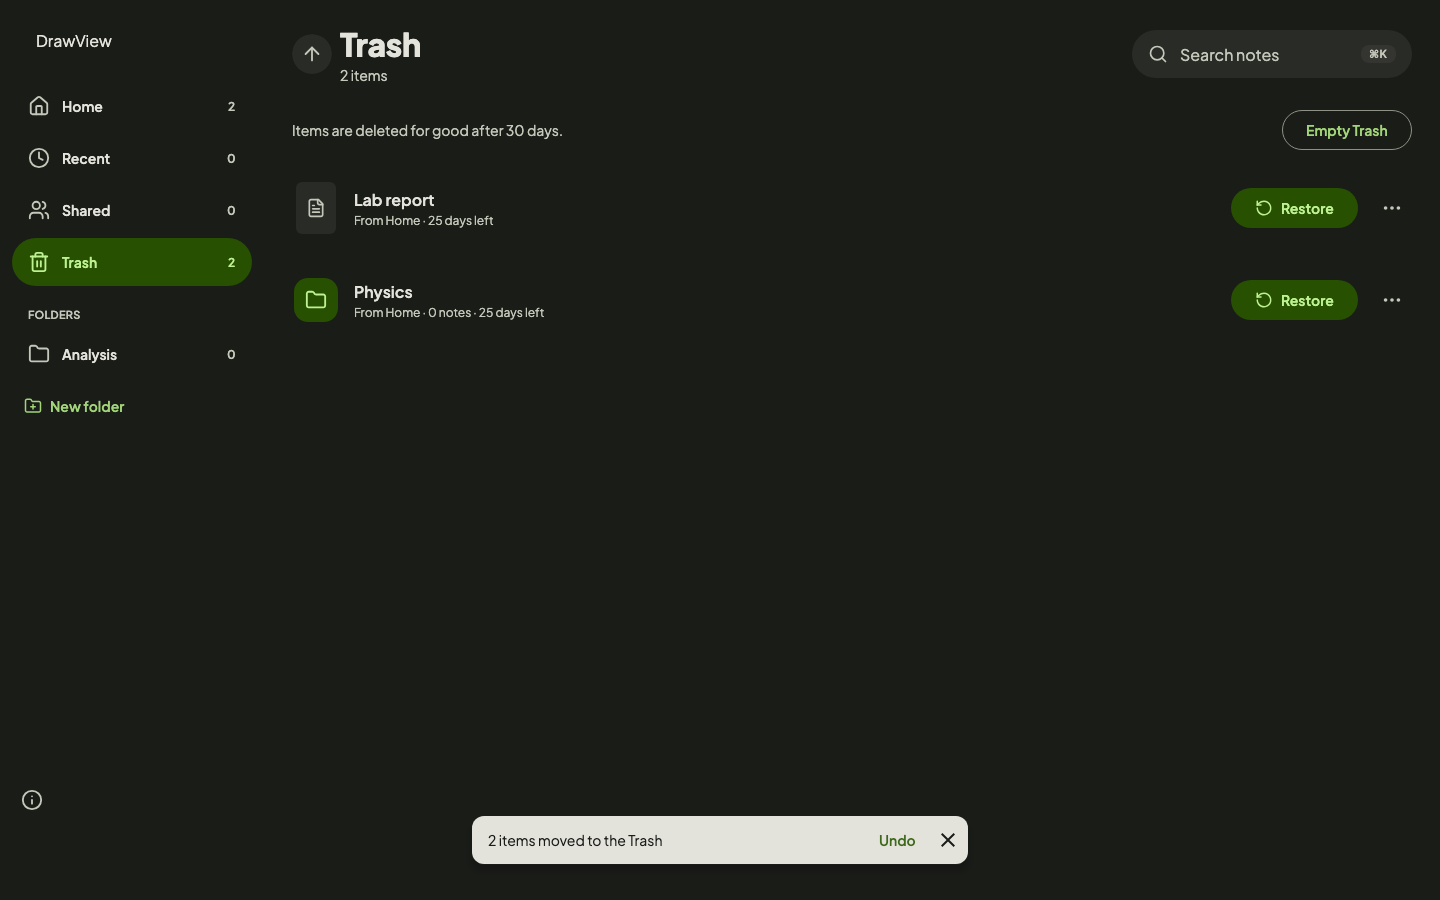 DrawView
Home 2
Recent 0
Shared 0
Trash 2
FOLDERS
Analysis 0
New folder
Trash
2 items
Search notes ⌘K
Items are deleted for good after 30 days.
Empty Trash
Lab report
From Home · 25 days left
Restore
Physics
From Home · 0 notes · 25 days left
Restore
2 items moved to the Trash
Undo